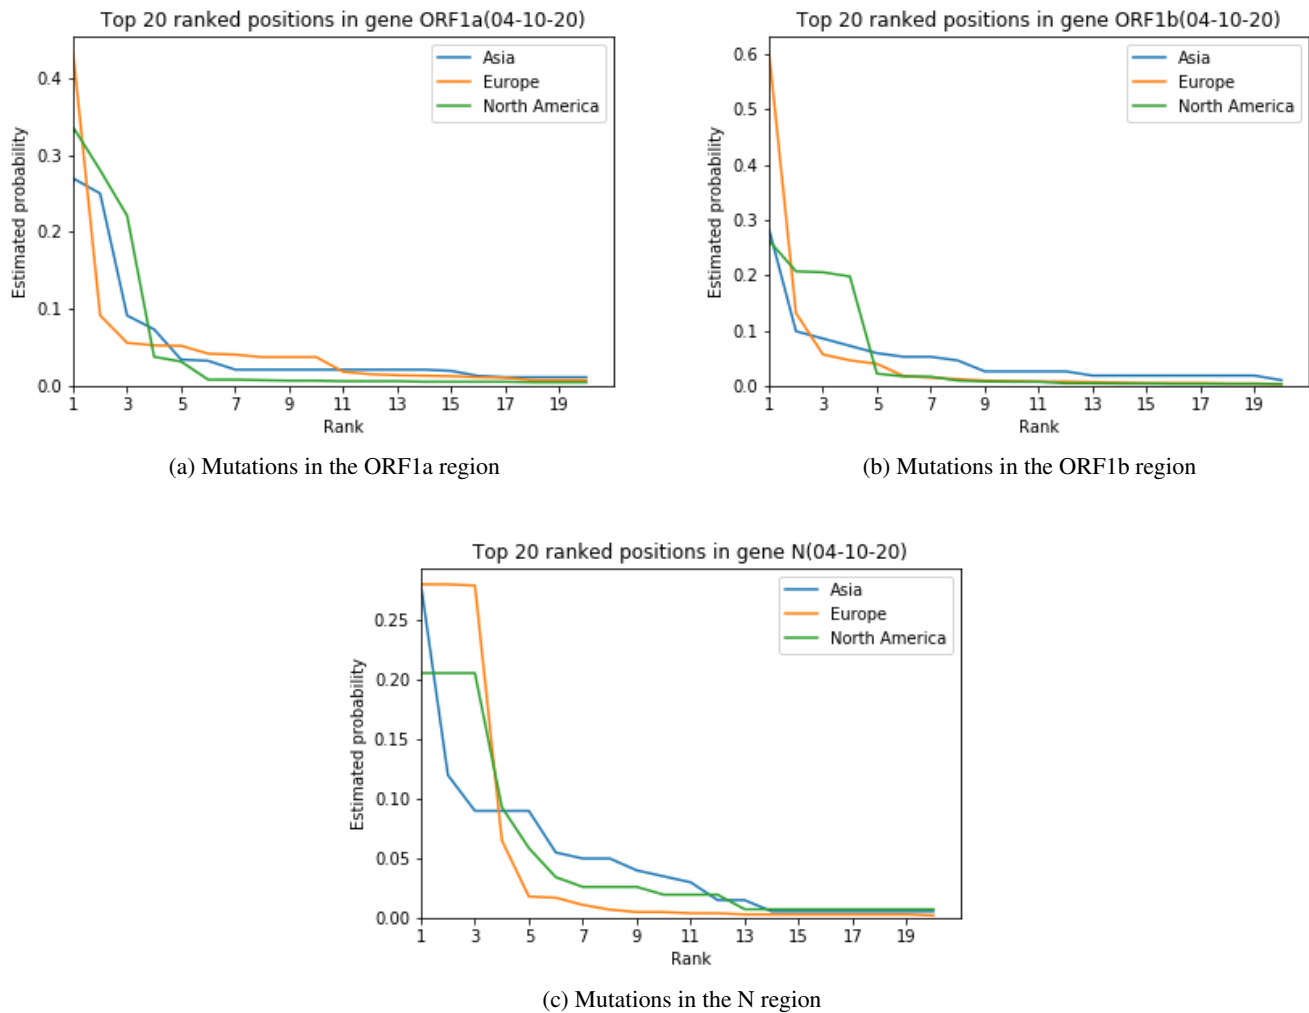 Top 20 ranked positions in gene ORF1a(04-10-20)
Estimated probability
0.4
0.3
0.2
0.1
0.0
Asia
Europe
North America
1 3 5 7 9 11 13 15 17 19
Rank
(a) Mutations in the ORF1a region
Top 20 ranked positions in gene ORF1b(04-10-20)
Estimated probability
0.6
0.5
0.4
0.3
0.2
0.1
0.0
Asia
Europe
North America
1 3 5 7 9 11 13 15 17 19
Rank
(b) Mutations in the ORF1b region
Top 20 ranked positions in gene N(04-10-20)
Estimated probability
0.25
0.20
0.15
0.10
0.05
0.00
Asia
Europe
North America
1 3 5 7 9 11 13 15 17 19
Rank
(c) Mutations in the N region